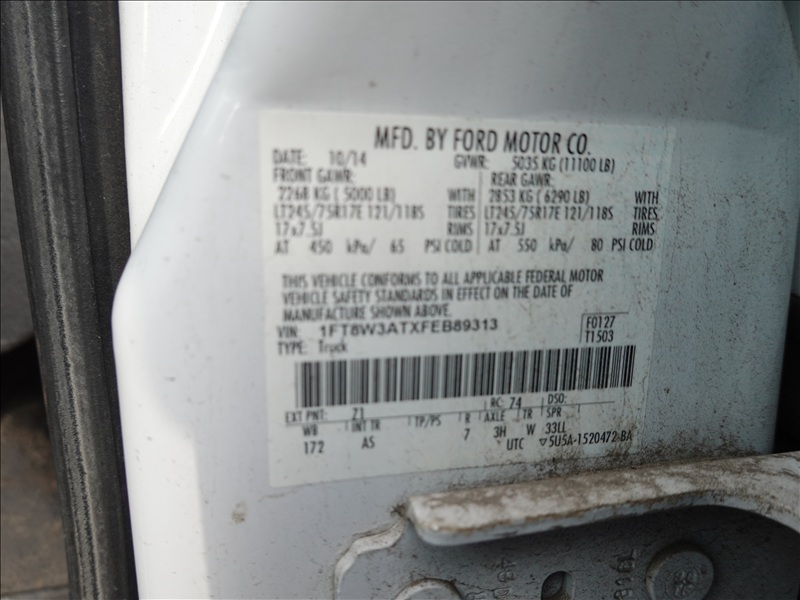 MFD. BY FORD MOTOR CO.
DATE: 10/14 GVWR: 5035 KG (11100 LB)
FRONT GAWR: REAR GAWR:
2268 KG ( 5000 LB) WITH 2853 KG ( 6290 LB) WITH
LT245/75R17E 121/118S TIRES LT245/75R17E 121/118S TIRES
17x7.5J RIMS 17x7.5J RIMS
AT 450 kPa/ 65 PSI COLD AT 550 kPa/ 80 PSI COLD
THIS VEHICLE CONFORMS TO ALL APPLICABLE FEDERAL MOTOR
VEHICLE SAFETY STANDARDS IN EFFECT ON THE DATE OF
MANUFACTURE SHOWN ABOVE.
VIN: 1FT8W3ATXFEB89313 F0127
TYPE: Truck T1503
EXT PNT: Z1 RC: 74 DSO:
WB INT TR TP/PS R AXLE TR SPR
172 AS 7 3H W 33LL
UTC ▽5U5A-1520472-BA